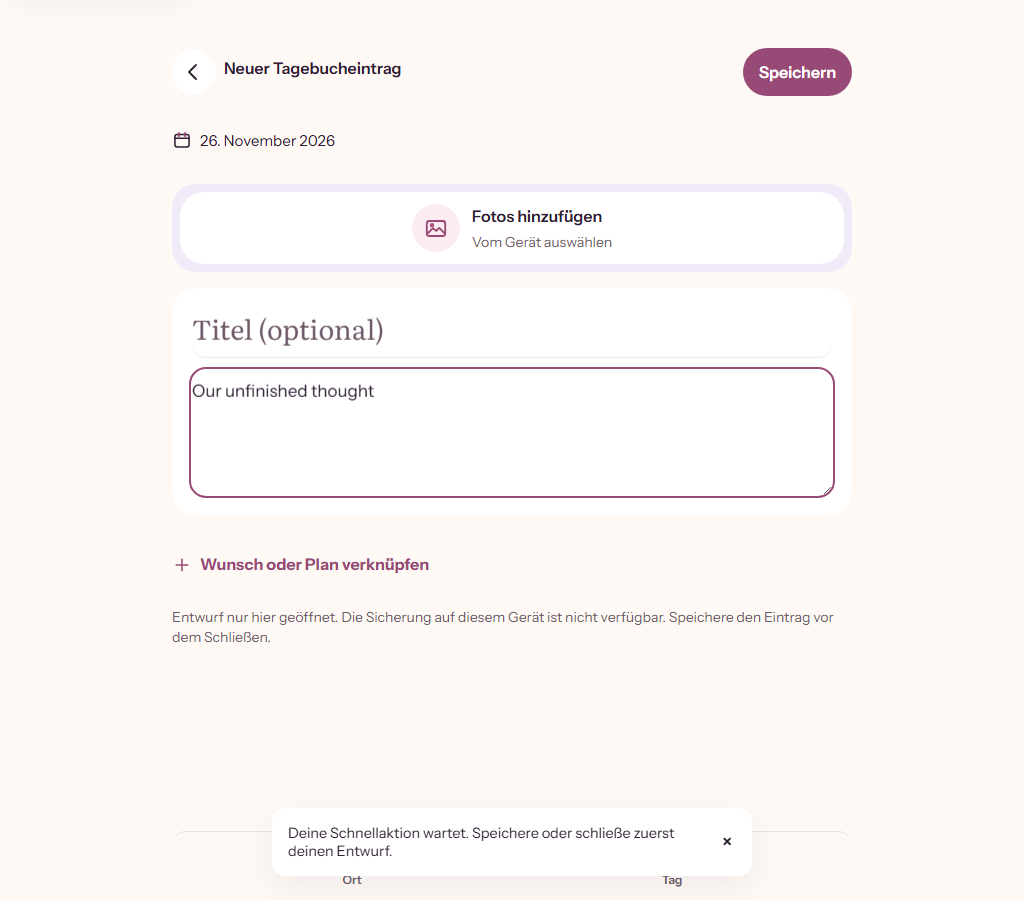 Neuer Tagebucheintrag
Speichern
26. November 2026
Fotos hinzufügen
Vom Gerät auswählen
Titel (optional)
Our unfinished thought
Wunsch oder Plan verknüpfen
Entwurf nur hier geöffnet. Die Sicherung auf diesem Gerät ist nicht verfügbar. Speichere den Eintrag vor
dem Schließen.
Deine Schnellaktion wartet. Speichere oder schließe zuerst
deinen Entwurf.
Ort
Tag